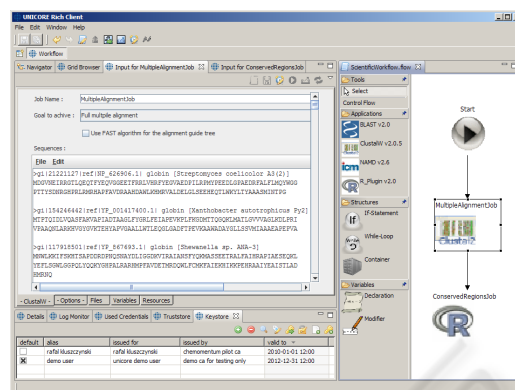 UNICORE Rich Client
File Edit Window Help
Workflow
Navigator Grid Browser Input for MultipleAlignmentJob Input for ConservedRegionsJob
Job Name : MultipleAlignmentJob
Goal to achive : Full multiple alignment
Use FAST algorithm for the alignment guide tree
Sequences :
File Edit
>gi|21221127|ref|NP_626906.1| globin [Streptomyces coelicolor A3(2)]
>gi|154246442|ref|YP_001417400.1| globin [Xanthobacter autotrophicus Py2]
>gi|117918501|ref|YP_667693.1| globin [Shewanella sp. ANA-3]
- ClustalW - - Options - Files Variables Resources
Details Log Monitor Used Credentials Truststore Keystore
default alias issued for issued by valid to
rafal kluszczynski rafal kluszczynski chemomentum pilot ca 2010-01-01 12:00
demo user unicore demo user demo ca for testing only 2012-12-31 12:00
ScientificWorkflow.flow
Tools
Select
Control Flow
Applications
BLAST v2.0
ClustalW v2.0.5
icm NAMD v2.6
R_Plugin v2.0
Structures
If If-Statement
While While-Loop
Container
Variables
Declaration
Modifier
Start
MultipleAlignmentJob
Clustal2
ConservedRegionsJob
R